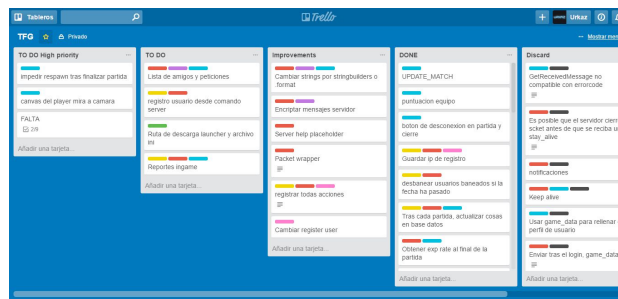 Tableros
Trello
+
Urkaz
TFG
Privado
··· Mostrar men
TO DO High priority
impedir respawn tras finalizar partida
canvas del player mira a camara
FALTA
2/9
Añadir una tarjeta...
TO DO
Lista de amigos y peticiones
registro usuario desde comando
server
Ruta de descarga launcher y archivo
ini
Reportes ingame
Añadir una tarjeta...
Improvements
Cambiar strings por stringbuilders o
.format
Encriptar mensajes servidor
Server help placeholder
Packet wrapper
registrar todas acciones
Cambiar register user
Añadir una tarjeta...
DONE
UPDATE_MATCH
puntuacion equipo
boton de desconexion en partida y
cierre
Guardar ip de registro
desbanear usuarios baneados si la
fecha ha pasado
Tras cada partida, actualizar cosas
en base datos
Obtener exp rate al final de la
partida
Añadir una tarjeta...
Discard
GetReceivedMessage no
compatible con errorcode
Es posible que el servidor cierr
scket antes de que se reciba u
stay_alive
notificaciones
Keep alive
Usar game_data para rellenar
perfil de usuario
Enviar tras el login, game_data
Añadir una tarjeta...